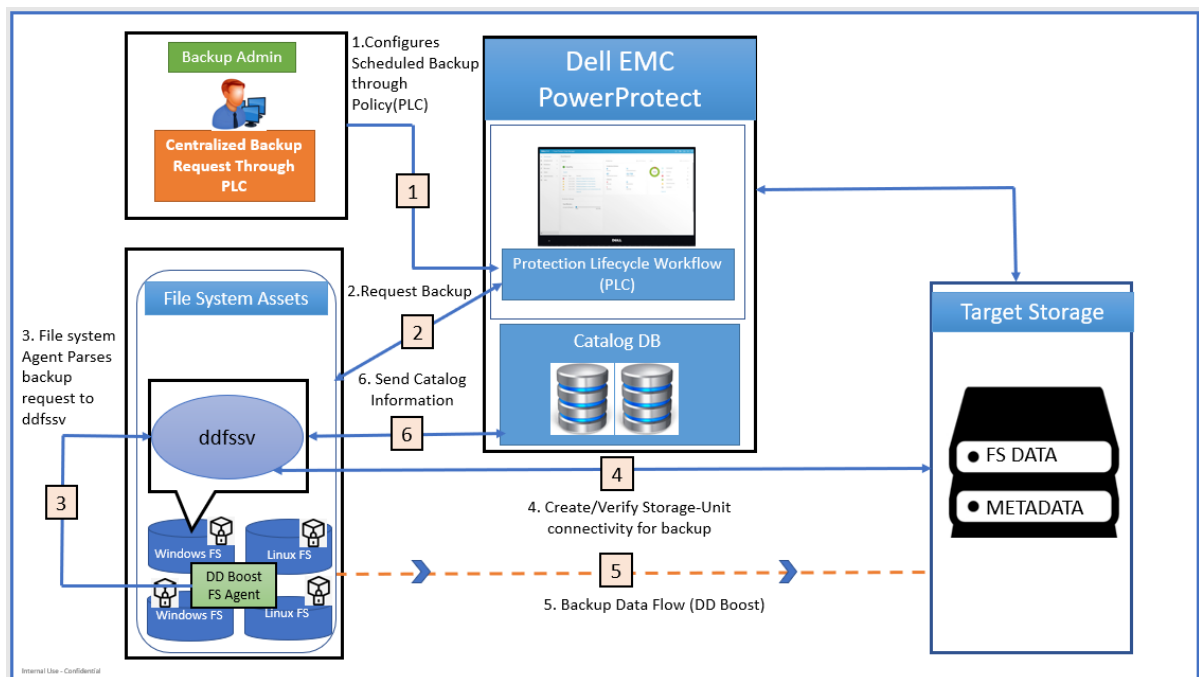 Backup Admin
Centralized Backup
Request Through
PLC
1.Configures
Scheduled Backup
through
Policy(PLC)
1
Dell EMC
PowerProtect
DELL
Protection Lifecycle Workflow
(PLC)
Catalog DB
File System Assets
2.Request Backup
2
3. File system
Agent Parses
backup
request to
ddfssv
6. Send Catalog
Information
6
ddfssv
3
Windows FS
Linux FS
DD Boost
FS Agent
Windows FS
Linux FS
4
4. Create/Verify Storage-Unit
connectivity for backup
5
5. Backup Data Flow (DD Boost)
Target Storage
FS DATA
METADATA
Internal Use - Confidential